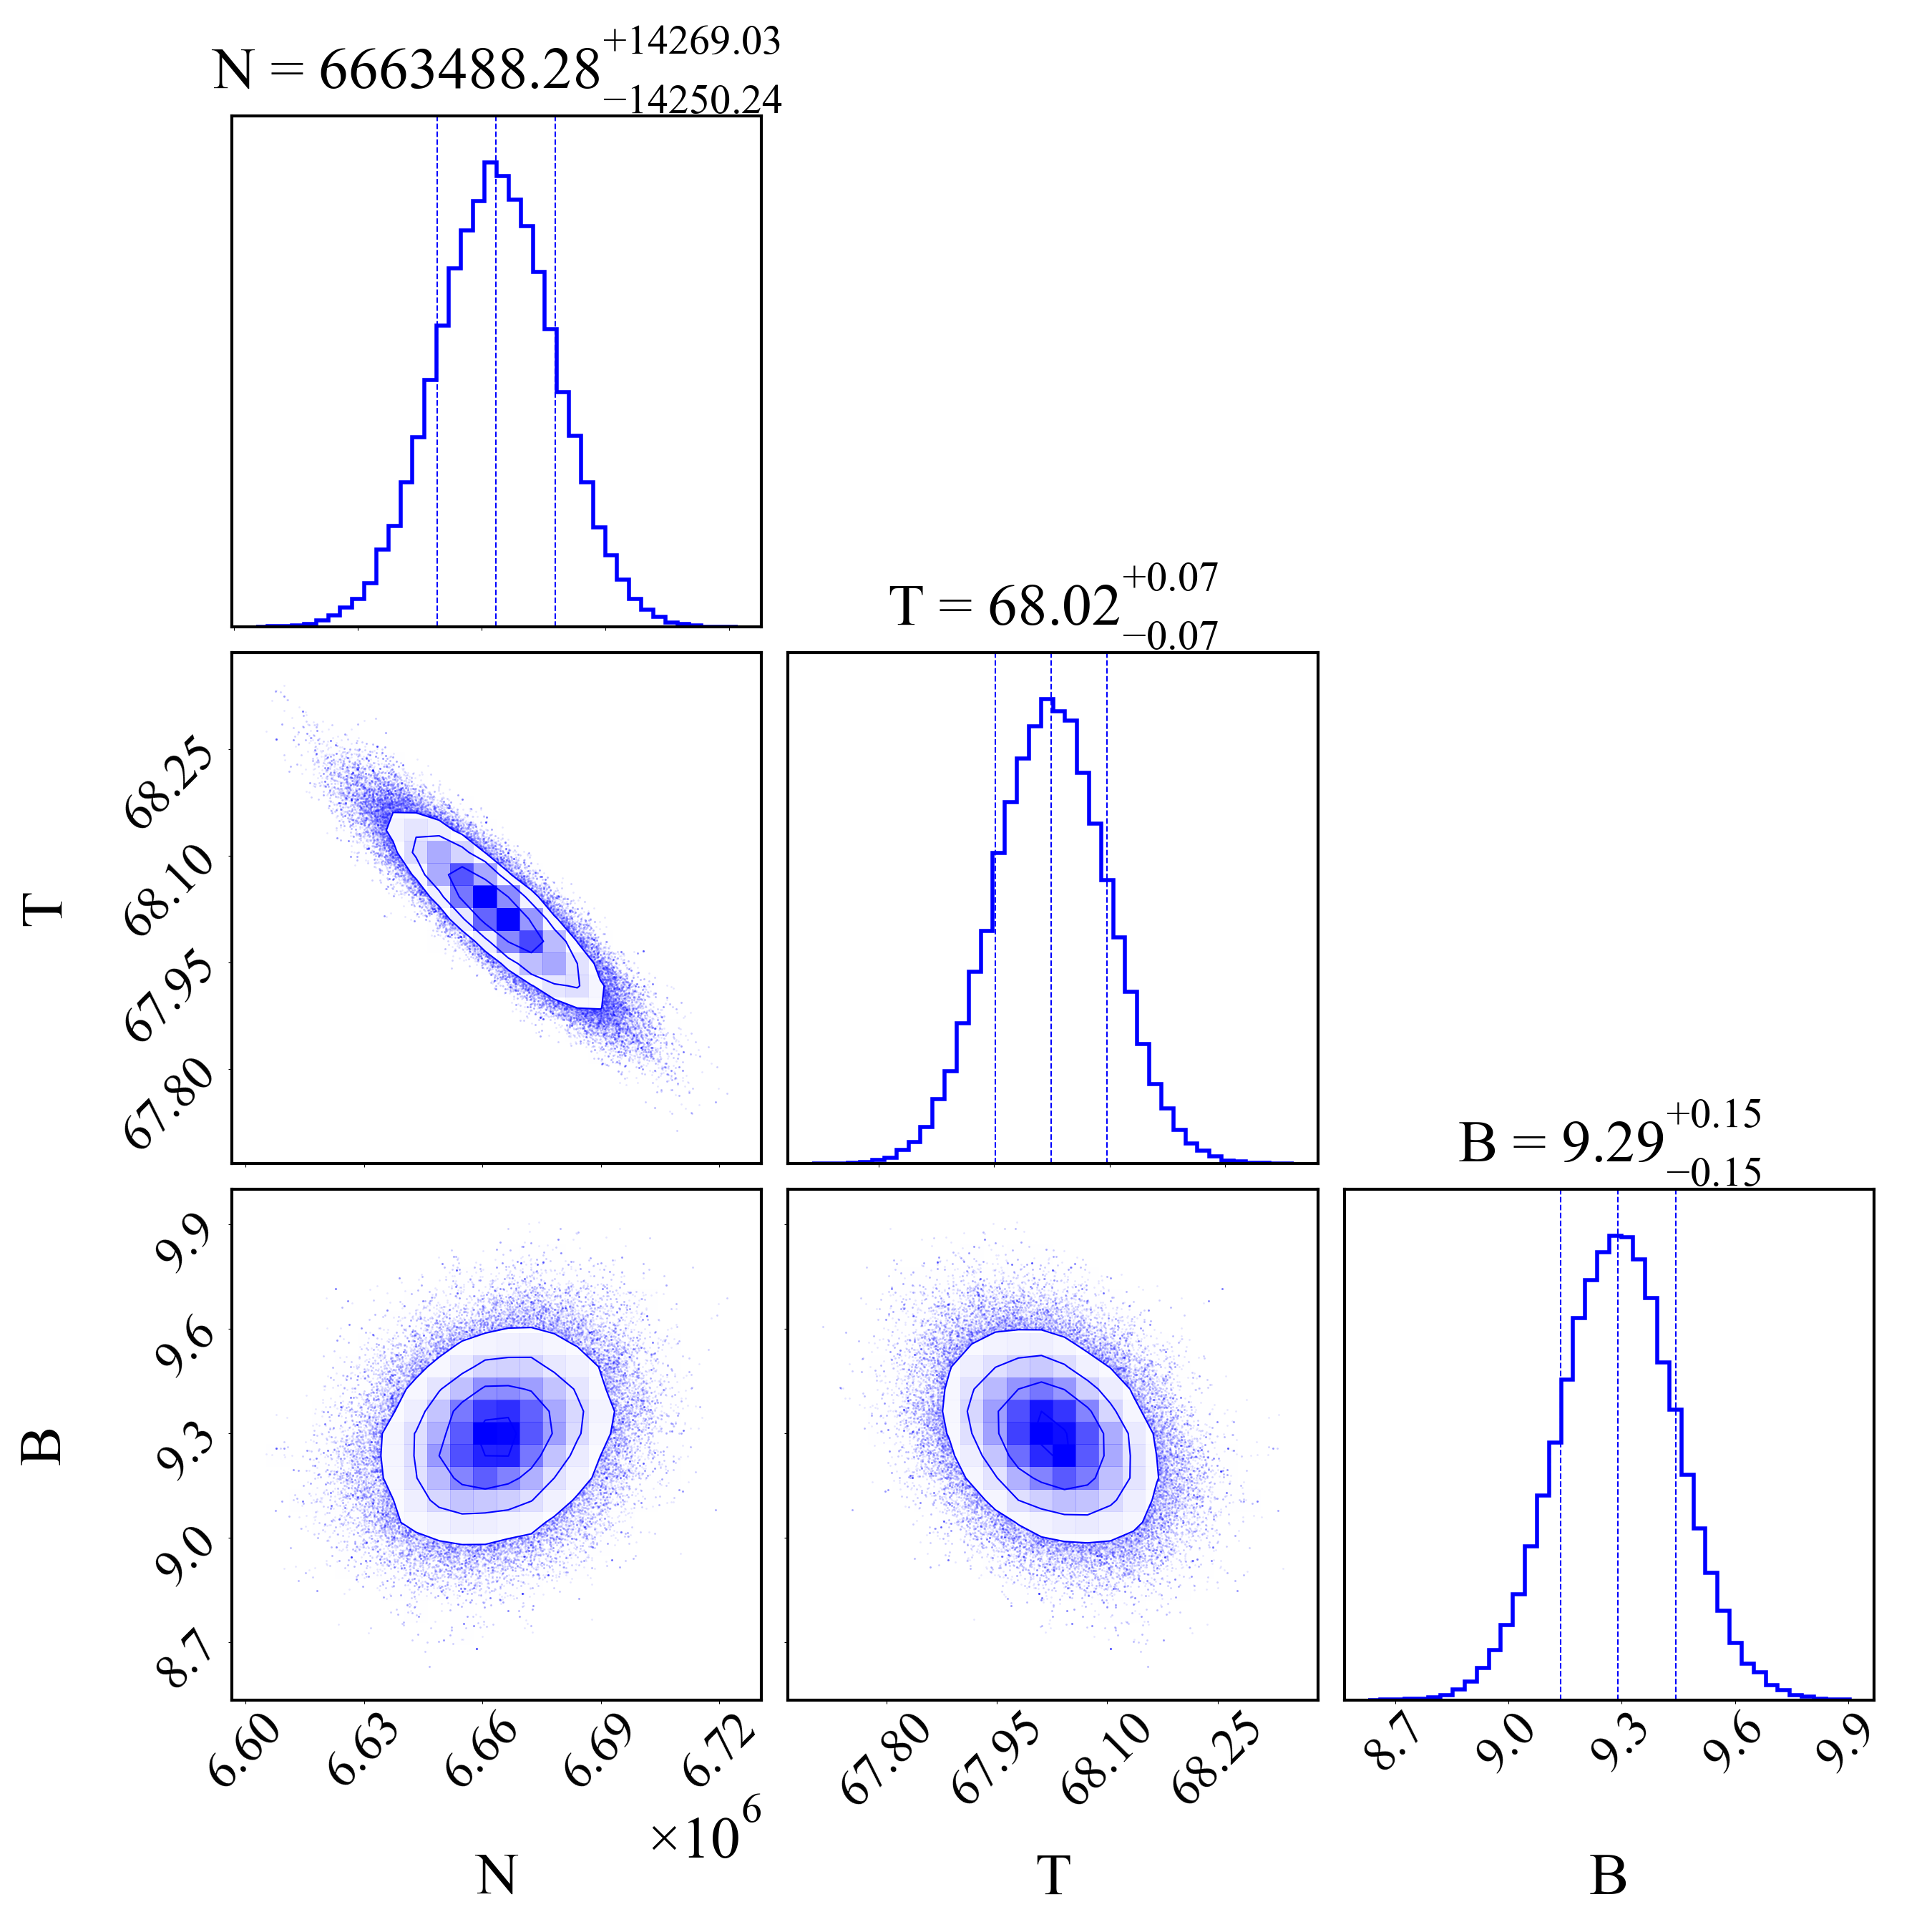 N = 6663488.28 +14269.03 −14250.24
T = 68.02 +0.07 −0.07
68.25
68.10
67.95
67.80
T
B = 9.29 +0.15 −0.15
9.9
9.6
9.3
9.0
8.7
B
6.60 6.63 6.66 6.69 6.72
67.80 67.95 68.10 68.25
8.7 9.0 9.3 9.6 9.9
×10⁶
N T B